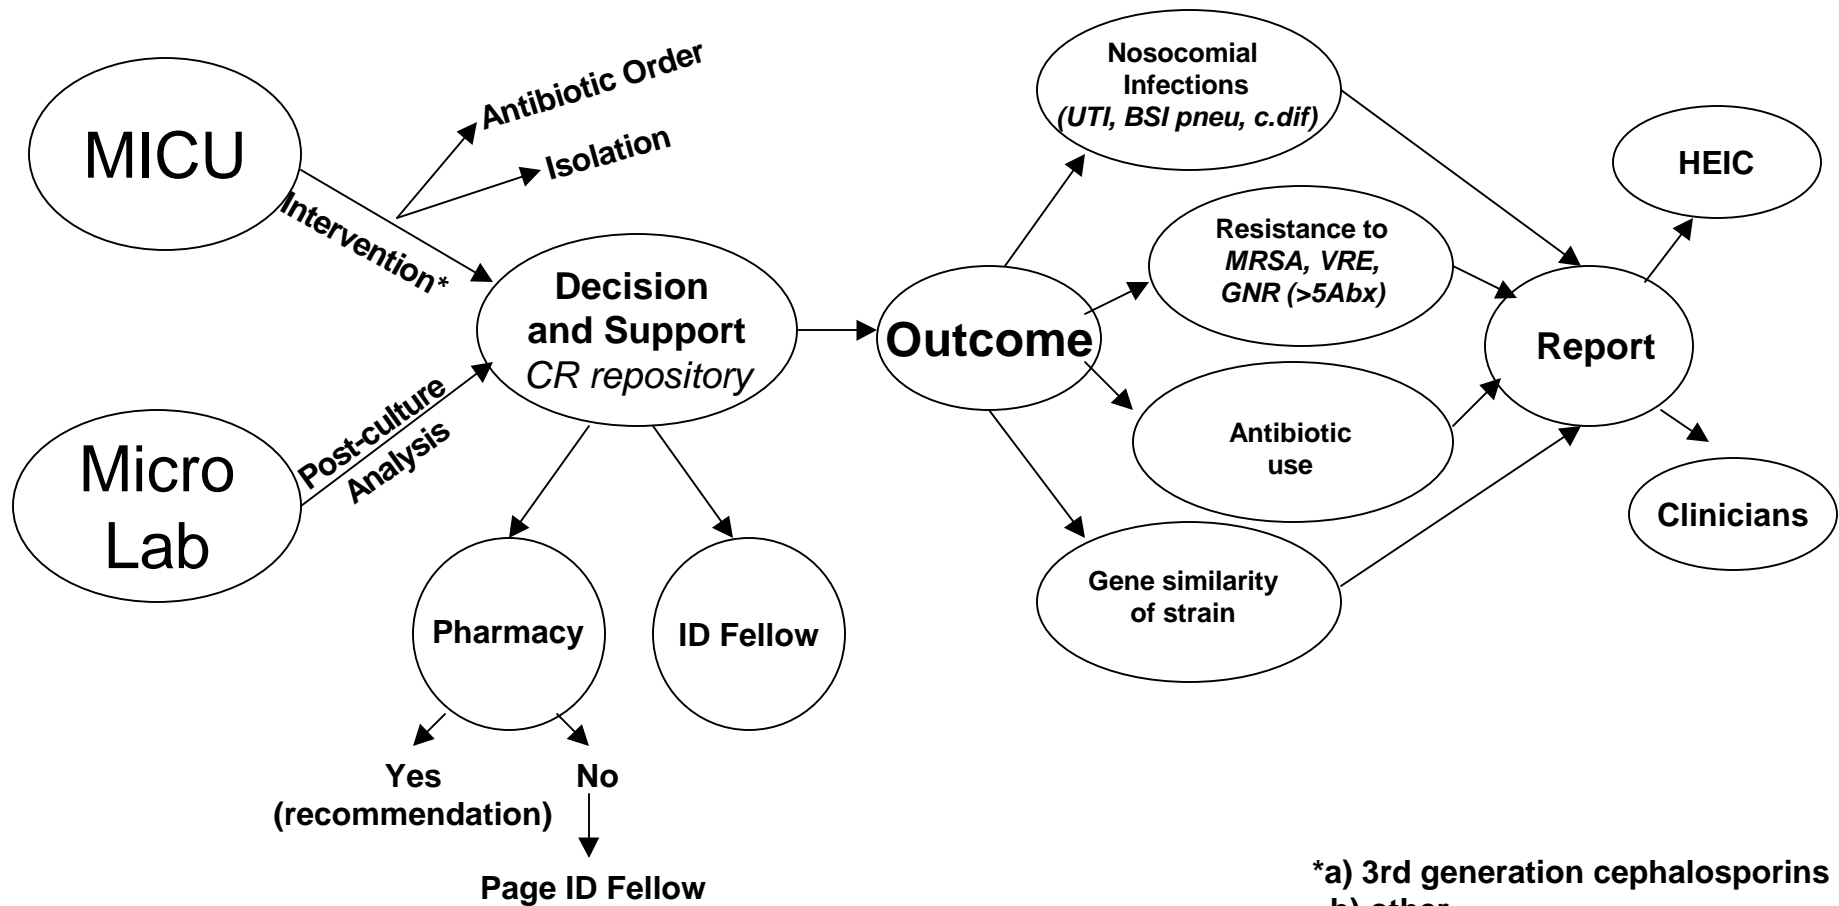 MICU
Antibiotic Order
Isolation
Intervention*
Micro
Lab
Post-culture
Analysis
Decision
and Support
CR repository
Pharmacy
ID Fellow
Yes
(recommendation)
No
Page ID Fellow
Outcome
Nosocomial
Infections
(UTI, BSI pneu, c.dif)
Resistance to
MRSA, VRE,
GNR (>5Abx)
Antibiotic
use
Gene similarity
of strain
Report
HEIC
Clinicians
*a) 3rd generation cephalosporins
b) other